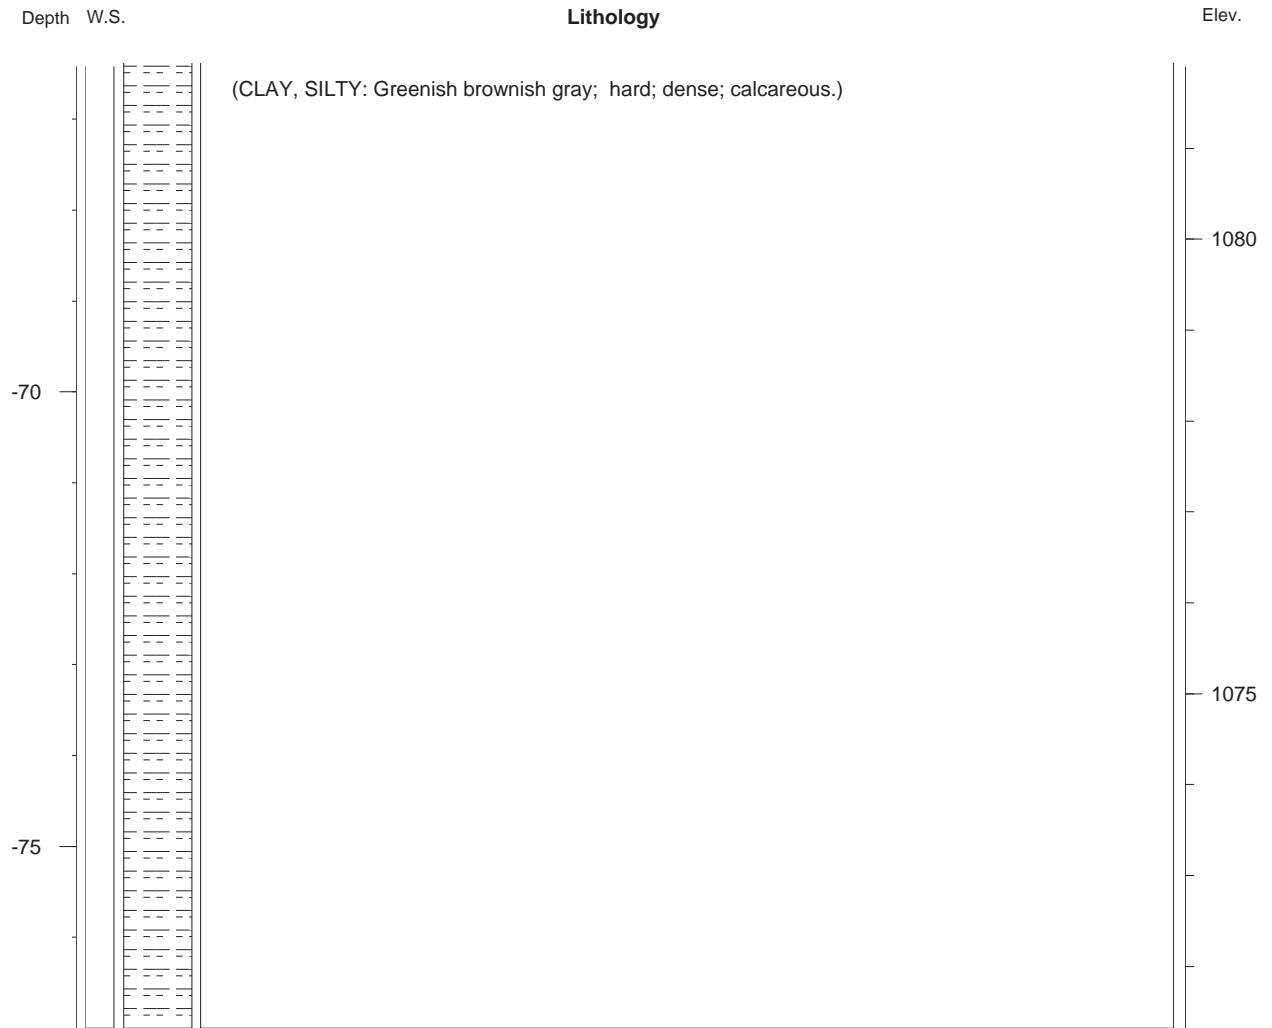 Depth W.S. Lithology Elev.
(CLAY, SILTY: Greenish brownish gray;  hard; dense; calcareous.)
1080
-70
1075
-75